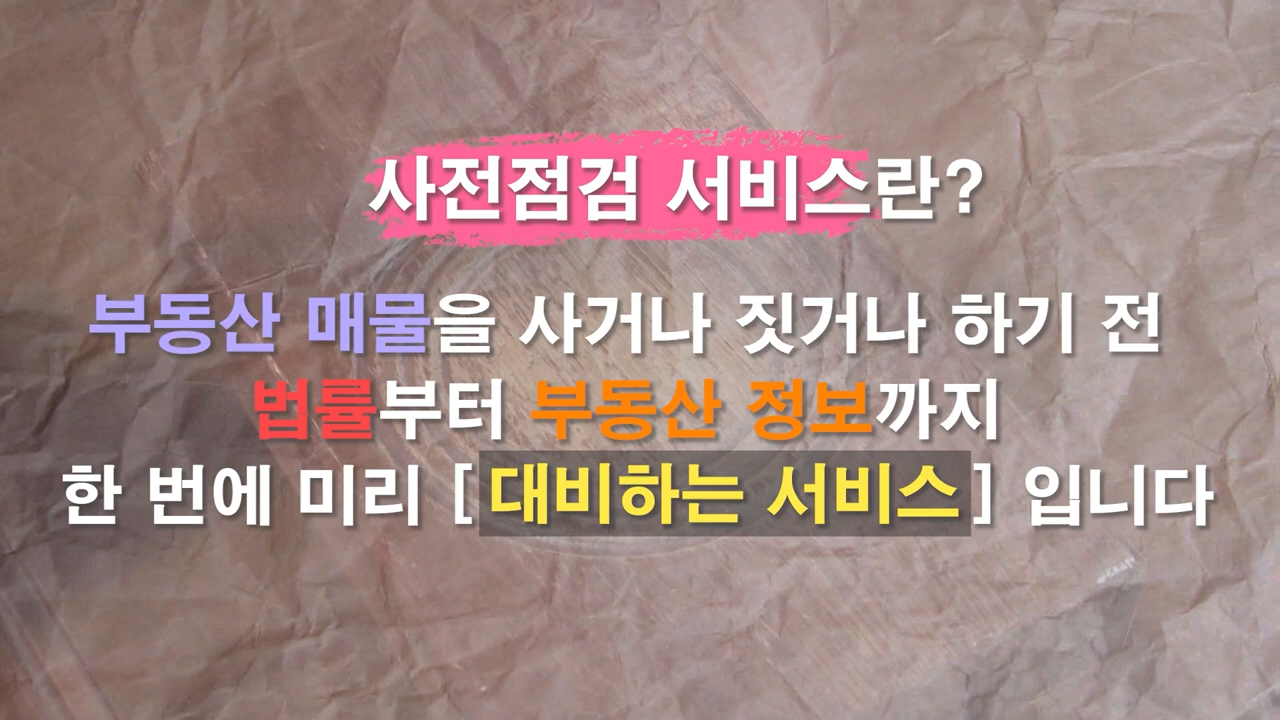 사전점검 서비스란?
부동산 매물을 사거나 짓거나 하기 전
법률부터 부동산 정보까지
한 번에 미리 [대비하는 서비스] 입니다